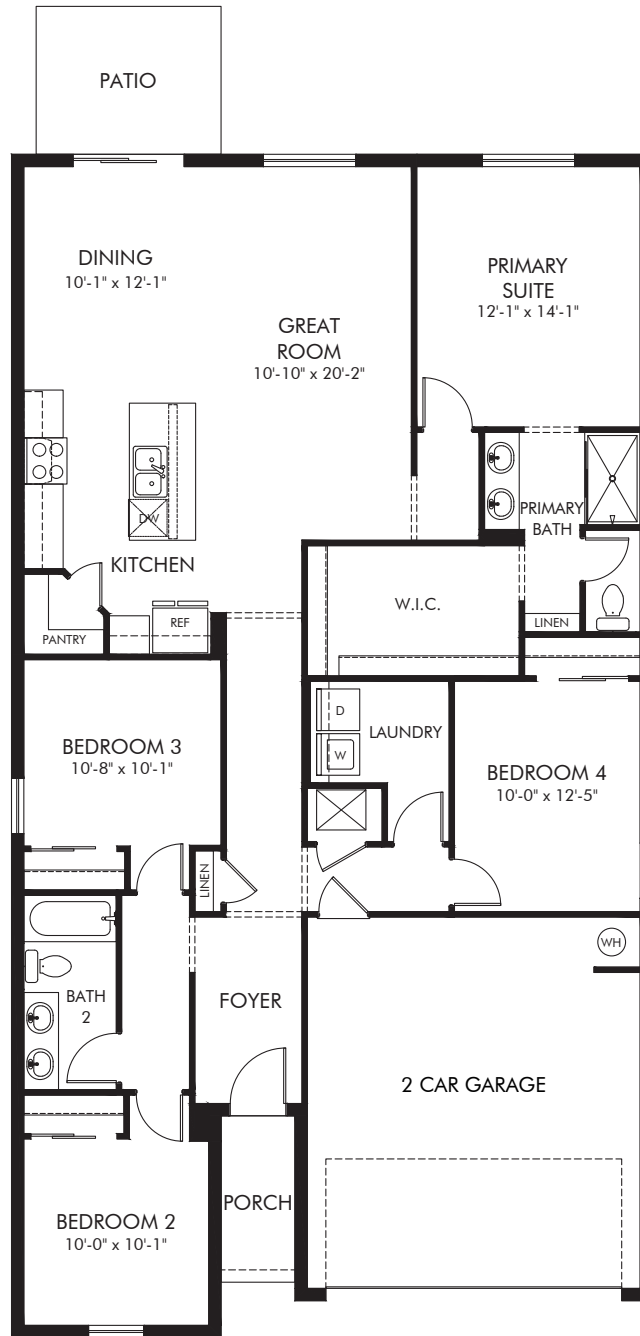 PATIO
DINING
10'-1" x 12'-1"
PRIMARY
SUITE
12'-1" x 14'-1"
GREAT
ROOM
10'-10" x 20'-2"
DW
PRIMARY
BATH
KITCHEN
W.I.C.
LINEN
PANTRY
REF
D
W
LAUNDRY
BEDROOM 3
10'-8" x 10'-1"
BEDROOM 4
10'-0" x 12'-5"
LINEN
WH
BATH
2
FOYER
2 CAR GARAGE
PORCH
BEDROOM 2
10'-0" x 10'-1"